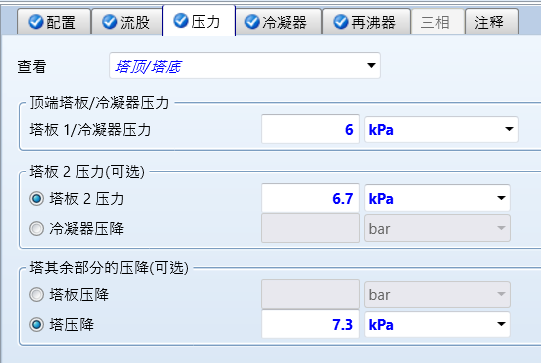 配置 流股 压力 冷凝器 再沸器 三相 注释
查看 塔顶/塔底
顶端塔板/冷凝器压力
塔板 1/冷凝器压力 6 kPa
塔板 2 压力(可选)
塔板 2 压力 6.7 kPa
冷凝器压降 bar
塔其余部分的压降(可选)
塔板压降 bar
塔压降 7.3 kPa